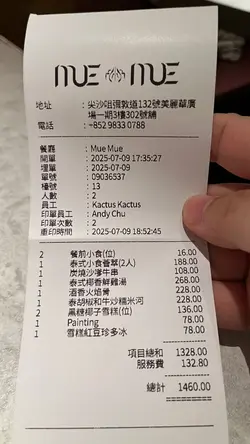 MUE MUE
地址 : 尖沙咀彌敦道132號美麗華廣
場一期3樓302號舖
電話 : +852 9833 0788
餐廳 : Mue Mue
開單 : 2025-07-09 17:35:27
埋單 : 2025-07-09
單號 : 09036537
檯號 : 13
人數 : 2
員工 : Kactus Kactus
印單員工 : Andy Chu
印單次數 : 2
重印時間 : 2025-07-09 18:52:45
2 餐前小食(位) 16.00
1 泰式小食薈萃(2人) 188.00
1 炭燒沙嗲牛串 108.00
1 泰式椰香鮮雞湯 268.00
1 酒香火焰骨 228.00
1 泰胡椒和牛炒糯米河 228.00
2 黑糖椰子雪糕(位) 136.00
1 Painting 78.00
1 雪糕紅豆珍多冰 78.00
項目總和 1328.00
服務費 132.80
總計 1460.00